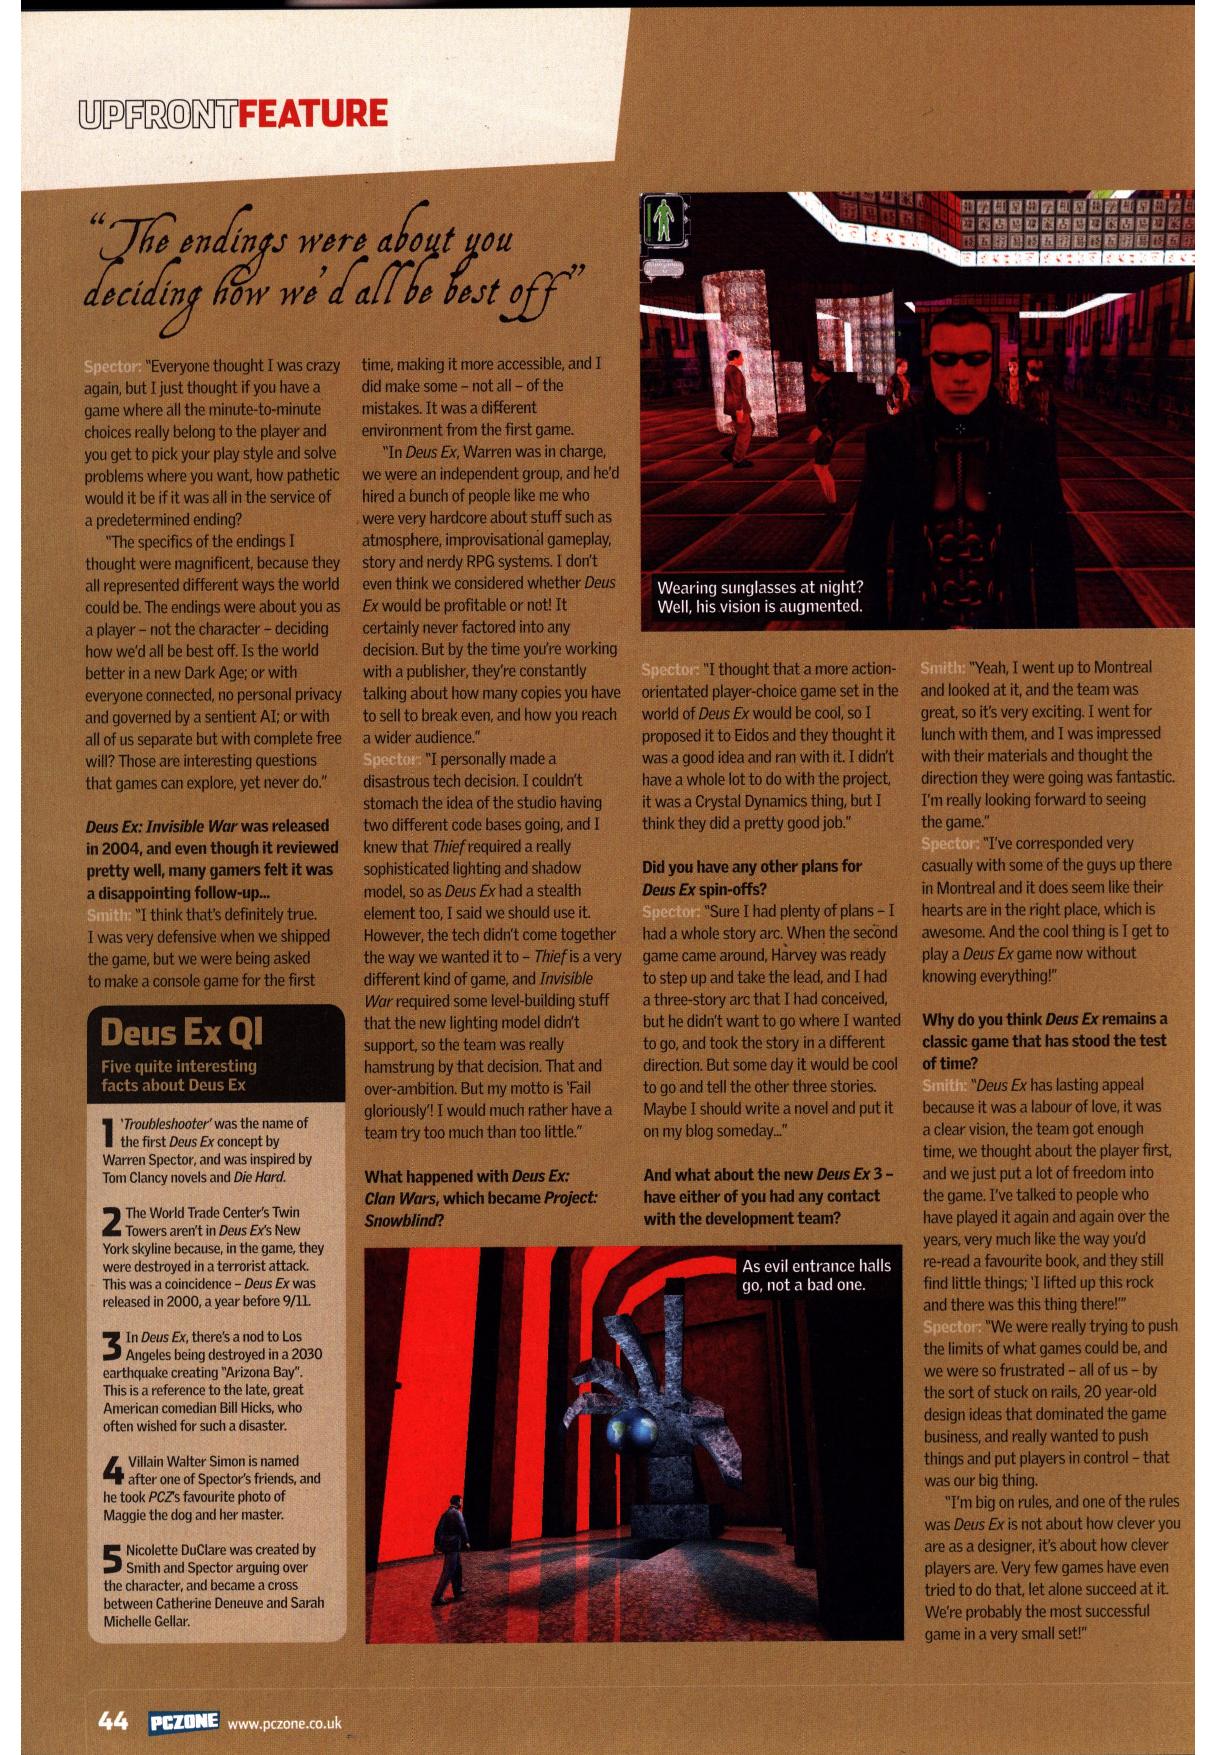 UPFRONTFEATURE
“The endings were about you
deciding how we'd all be best off”
Spector: “Everyone thought I was crazy
again, but I just thought if you have a
game where all the minute-to-minute
choices really belong to the player and
you get to pick your play style and solve
problems where you want, how pathetic
would it be if it was all in the service of
a predetermined ending?
“The specifics of the endings I
thought were magnificent, because they
all represented different ways the world
could be. The endings were about you as
a player – not the character – deciding
how we'd all be best off. Is the world
better in a new Dark Age; or with
everyone connected, no personal privacy
and governed by a sentient AI; or with
all of us separate but with complete free
will? Those are interesting questions
that games can explore, yet never do.”
Deus Ex: Invisible War was released
in 2004, and even though it reviewed
pretty well, many gamers felt it was
a disappointing follow-up...
Smith: “I think that's definitely true.
I was very defensive when we shipped
the game, but we were being asked
to make a console game for the first
time, making it more accessible, and I
did make some – not all – of the
mistakes. It was a different
environment from the first game.
“In Deus Ex, Warren was in charge,
we were an independent group, and he'd
hired a bunch of people like me who
were very hardcore about stuff such as
atmosphere, improvisational gameplay,
story and nerdy RPG systems. I don't
even think we considered whether Deus
Ex would be profitable or not! It
certainly never factored into any
decision. But by the time you're working
with a publisher, they're constantly
talking about how many copies you have
to sell to break even, and how you reach
a wider audience.”
Spector: “I personally made a
disastrous tech decision. I couldn't
stomach the idea of the studio having
two different code bases going, and I
knew that Thief required a really
sophisticated lighting and shadow
model, so as Deus Ex had a stealth
element too, I said we should use it.
However, the tech didn't come together
the way we wanted it to – Thief is a very
different kind of game, and Invisible
War required some level-building stuff
that the new lighting model didn't
support, so the team was really
hamstrung by that decision. That and
over-ambition. But my motto is 'Fail
gloriously'! I would much rather have a
team try too much than too little.”
What happened with Deus Ex:
Clan Wars, which became Project:
Snowblind?
Wearing sunglasses at night?
Well, his vision is augmented.
Spector: “I thought that a more action-
orientated player-choice game set in the
world of Deus Ex would be cool, so I
proposed it to Eidos and they thought it
was a good idea and ran with it. I didn't
have a whole lot to do with the project,
it was a Crystal Dynamics thing, but I
think they did a pretty good job.”
Did you have any other plans for
Deus Ex spin-offs?
Spector: “Sure I had plenty of plans – I
had a whole story arc. When the second
game came around, Harvey was ready
to step up and take the lead, and I had
a three-story arc that I had conceived,
but he didn't want to go where I wanted
to go, and took the story in a different
direction. But some day it would be cool
to go and tell the other three stories.
Maybe I should write a novel and put it
on my blog someday...”
And what about the new Deus Ex 3 –
have either of you had any contact
with the development team?
Smith: “Yeah, I went up to Montreal
and looked at it, and the team was
great, so it's very exciting. I went for
lunch with them, and I was impressed
with their materials and thought the
direction they were going was fantastic.
I'm really looking forward to seeing
the game.”
Spector: “I've corresponded very
casually with some of the guys up there
in Montreal and it does seem like their
hearts are in the right place, which is
awesome. And the cool thing is I get to
play a Deus Ex game now without
knowing everything!”
Why do you think Deus Ex remains a
classic game that has stood the test
of time?
Smith: “Deus Ex has lasting appeal
because it was a labour of love, it was
a clear vision, the team got enough
time, we thought about the player first,
and we just put a lot of freedom into
the game. I've talked to people who
have played it again and again over the
years, very much like the way you'd
re-read a favourite book, and they still
find little things; 'I lifted up this rock
and there was this thing there!'”
Spector: “We were really trying to push
the limits of what games could be, and
we were so frustrated – all of us – by
the sort of stuck on rails, 20 year-old
design ideas that dominated the game
business, and really wanted to push
things and put players in control – that
was our big thing.
“I'm big on rules, and one of the rules
was Deus Ex is not about how clever you
are as a designer, it's about how clever
players are. Very few games have even
tried to do that, let alone succeed at it.
We're probably the most successful
game in a very small set!”
Deus Ex QI
Five quite interesting
facts about Deus Ex
1 'Troubleshooter' was the name of
the first Deus Ex concept by
Warren Spector, and was inspired by
Tom Clancy novels and Die Hard.
2 The World Trade Center's Twin
Towers aren't in Deus Ex's New
York skyline because, in the game, they
were destroyed in a terrorist attack.
This was a coincidence – Deus Ex was
released in 2000, a year before 9/11.
3 In Deus Ex, there's a nod to Los
Angeles being destroyed in a 2030
earthquake creating “Arizona Bay”.
This is a reference to the late, great
American comedian Bill Hicks, who
often wished for such a disaster.
4 Villain Walter Simon is named
after one of Spector's friends, and
he took PCZ's favourite photo of
Maggie the dog and her master.
5 Nicolette DuClare was created by
Smith and Spector arguing over
the character, and became a cross
between Catherine Deneuve and Sarah
Michelle Gellar.
As evil entrance halls
go, not a bad one.
44 PCZONE www.pczone.co.uk